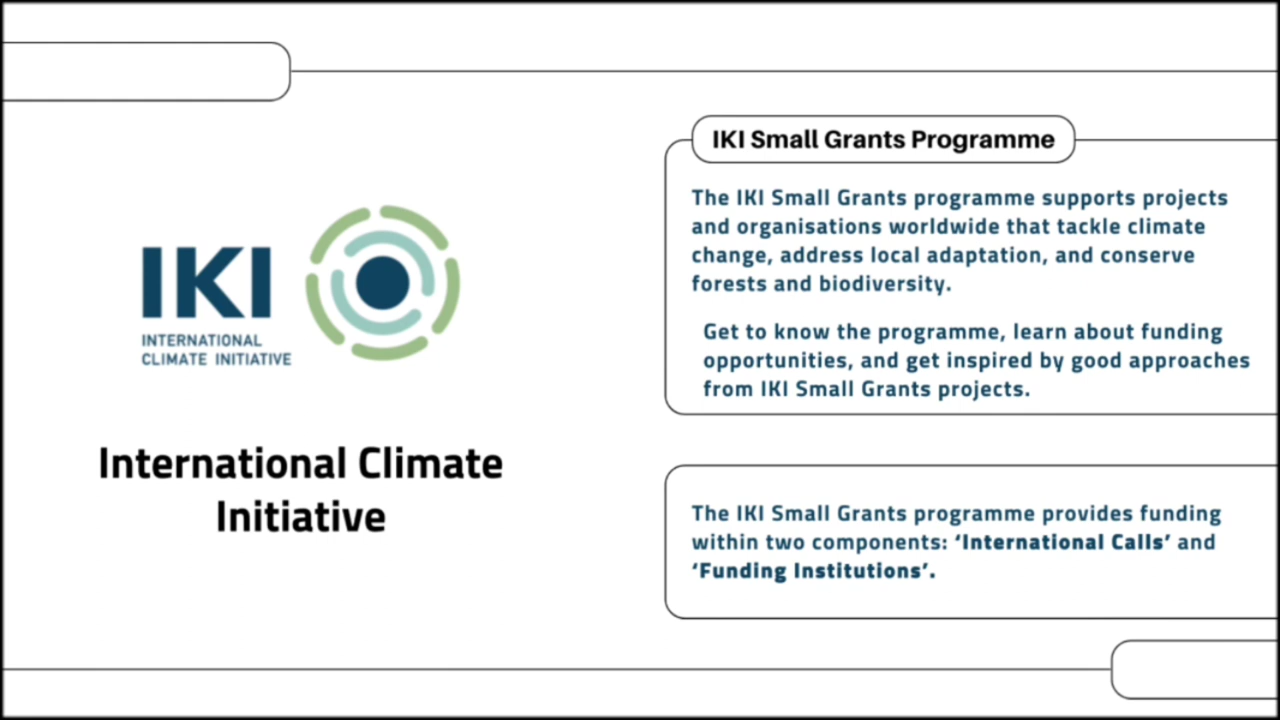 IKI
INTERNATIONAL
CLIMATE INITIATIVE
International Climate
Initiative
IKI Small Grants Programme
The IKI Small Grants programme supports projects
and organisations worldwide that tackle climate
change, address local adaptation, and conserve
forests and biodiversity.
Get to know the programme, learn about funding
opportunities, and get inspired by good approaches
from IKI Small Grants projects.
The IKI Small Grants programme provides funding
within two components: ‘International Calls’ and
‘Funding Institutions’.